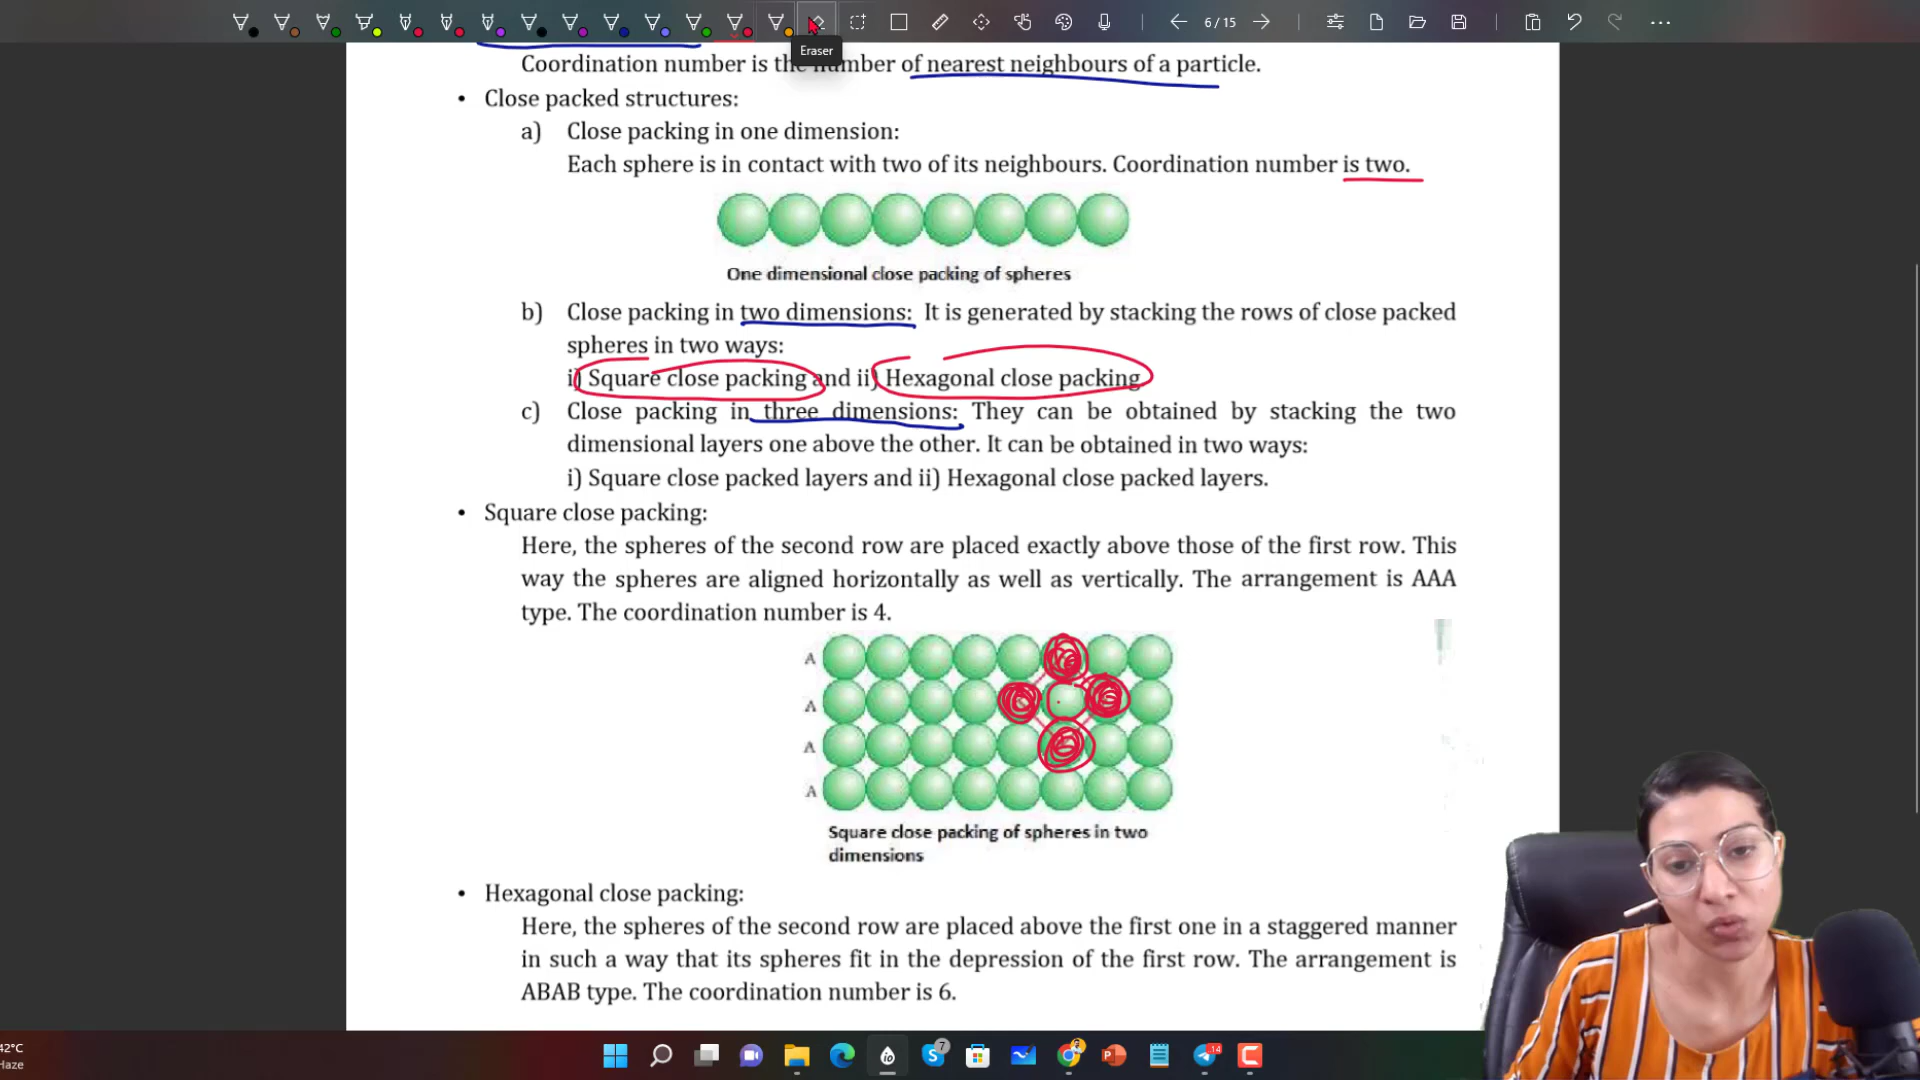 6 / 15
Eraser
Coordination number is the number of nearest neighbours of a particle.
• Close packed structures:
a) Close packing in one dimension:
Each sphere is in contact with two of its neighbours. Coordination number is two.
One dimensional close packing of spheres
b) Close packing in two dimensions: It is generated by stacking the rows of close packed
spheres in two ways:
i) Square close packing and ii) Hexagonal close packing
c) Close packing in three dimensions: They can be obtained by stacking the two
dimensional layers one above the other. It can be obtained in two ways:
i) Square close packed layers and ii) Hexagonal close packed layers.
• Square close packing:
Here, the spheres of the second row are placed exactly above those of the first row. This
way the spheres are aligned horizontally as well as vertically. The arrangement is AAA
type. The coordination number is 4.
A
A
A
A
Square close packing of spheres in two
dimensions
• Hexagonal close packing:
Here, the spheres of the second row are placed above the first one in a staggered manner
in such a way that its spheres fit in the depression of the first row. The arrangement is
ABAB type. The coordination number is 6.
42°C
Haze
7
14